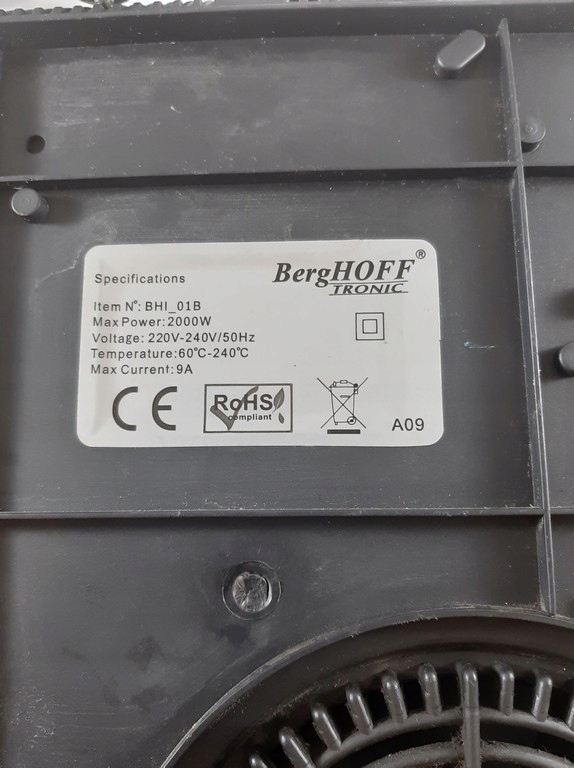 Specifications
BergHOFF®
TRONIC
Item Nº: BHI_01B
Max Power: 2000W
Voltage: 220V-240V/50Hz
Temperature:60℃-240℃
Max Current: 9A
CE
RoHS
compliant
A09